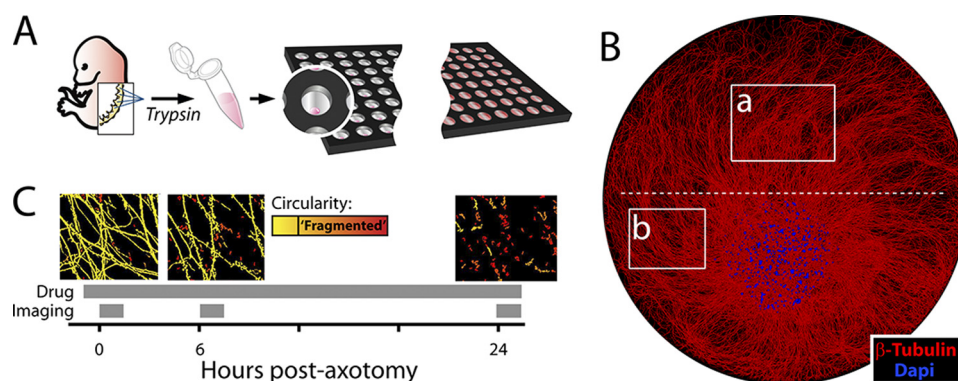 A
Trypsin
B
a
b
C
Circularity:
'Fragmented'
Drug
Imaging
0 6 24
Hours post-axotomy
β-Tubulin
Dapi